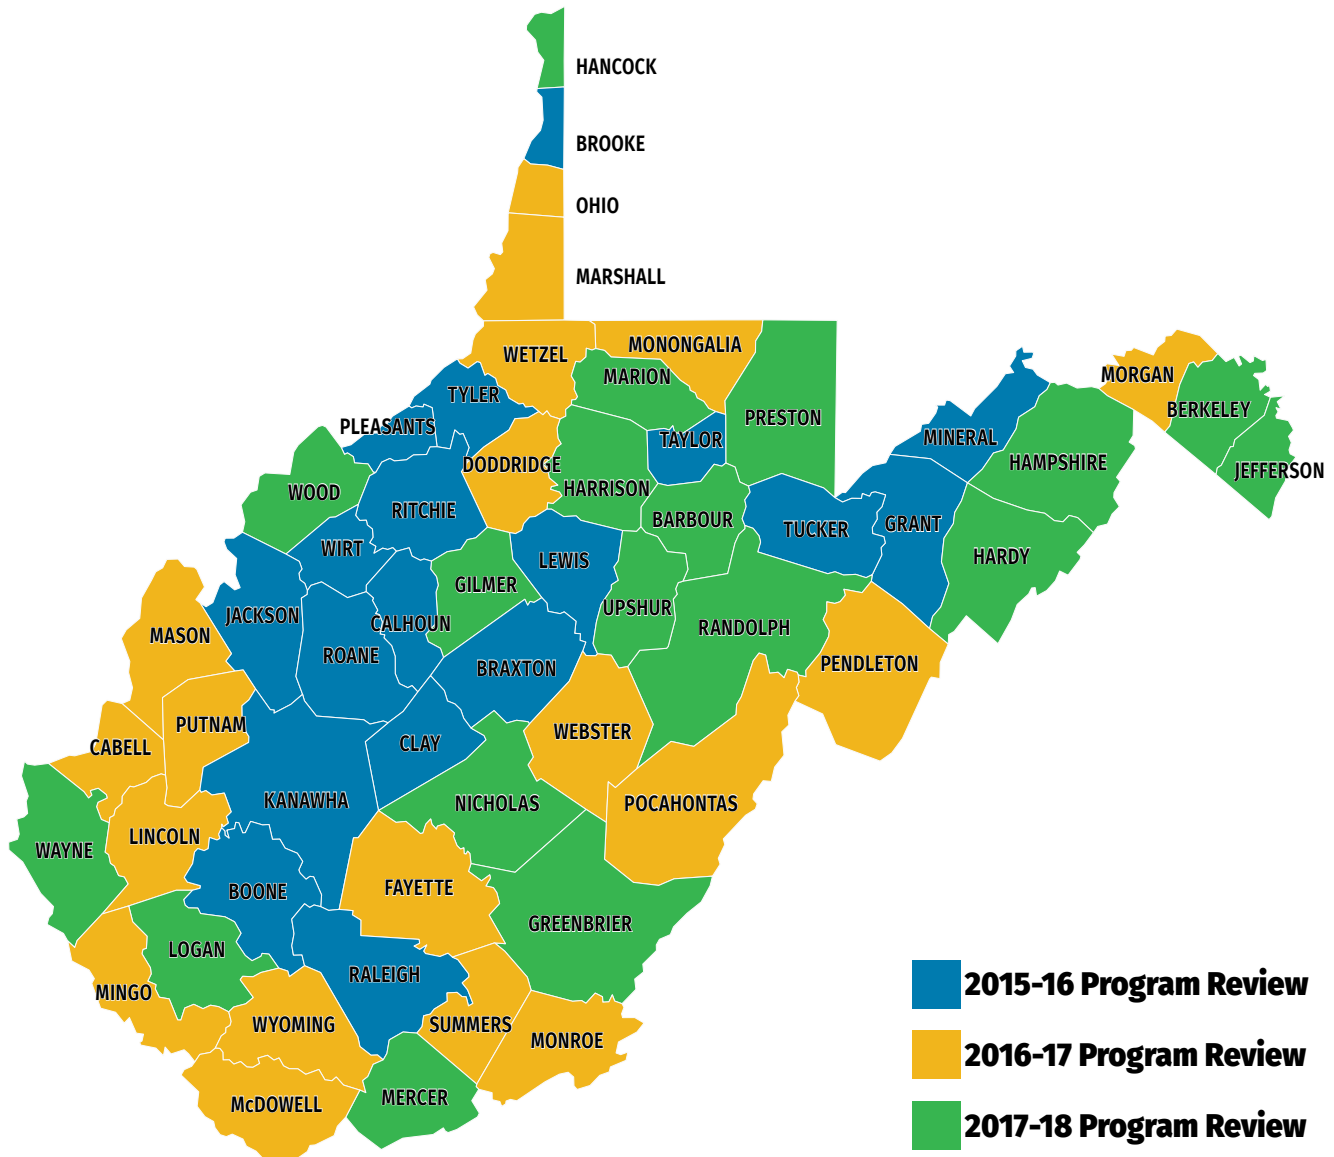 HANCOCK
BROOKE
OHIO
MARSHALL
WETZEL
MONONGALIA
MARION
TYLER
PLEASANTS
PRESTON
TAYLOR
MORGAN
BERKELEY
MINERAL
HAMPSHIRE
JEFFERSON
DODDRIDGE
HARRISON
WOOD
RITCHIE
BARBOUR
TUCKER
GRANT
WIRT
LEWIS
HARDY
GILMER
JACKSON
CALHOUN
UPSHUR
RANDOLPH
MASON
ROANE
BRAXTON
PENDLETON
PUTNAM
WEBSTER
CABELL
CLAY
KANAWHA
NICHOLAS
POCAHONTAS
LINCOLN
WAYNE
BOONE
FAYETTE
GREENBRIER
LOGAN
RALEIGH
MINGO
WYOMING
SUMMERS
MONROE
McDOWELL
MERCER
2015-16 Program Review
2016-17 Program Review
2017-18 Program Review